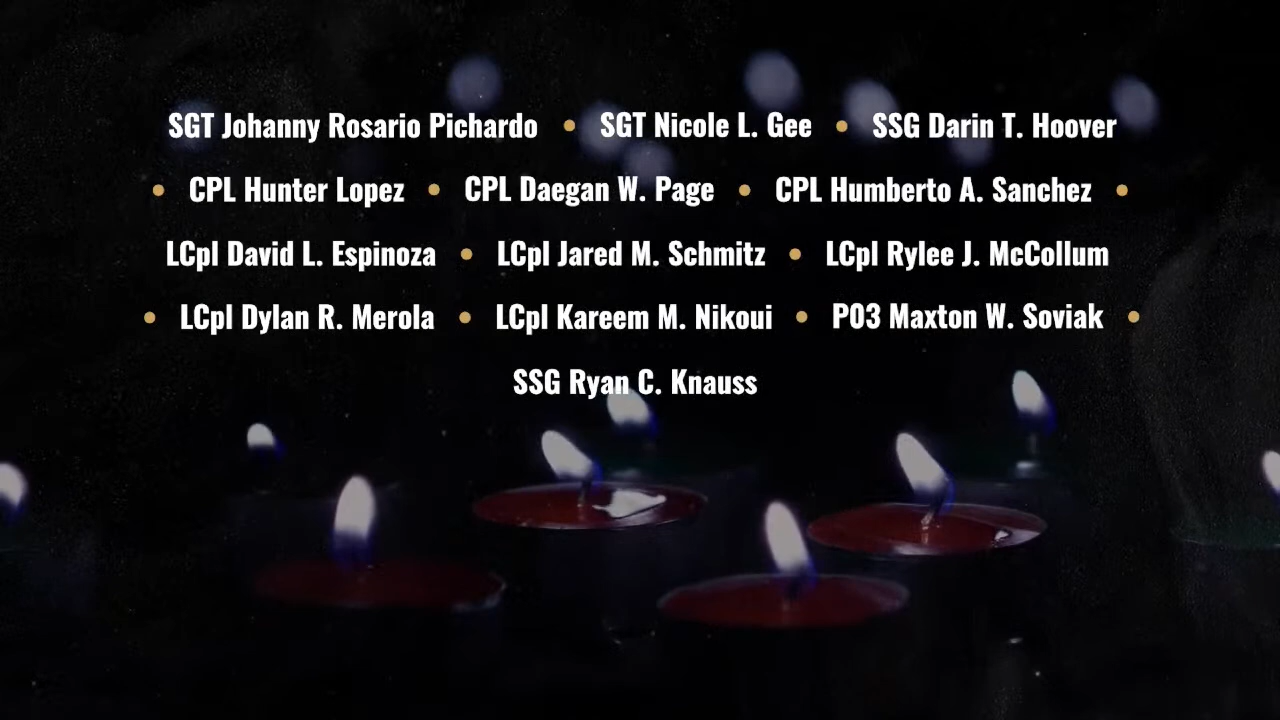 SGT Johanny Rosario Pichardo • SGT Nicole L. Gee • SSG Darin T. Hoover
• CPL Hunter Lopez • CPL Daegan W. Page • CPL Humberto A. Sanchez •
LCpl David L. Espinoza • LCpl Jared M. Schmitz • LCpl Rylee J. McCollum
• LCpl Dylan R. Merola • LCpl Kareem M. Nikoui • PO3 Maxton W. Soviak •
SSG Ryan C. Knauss